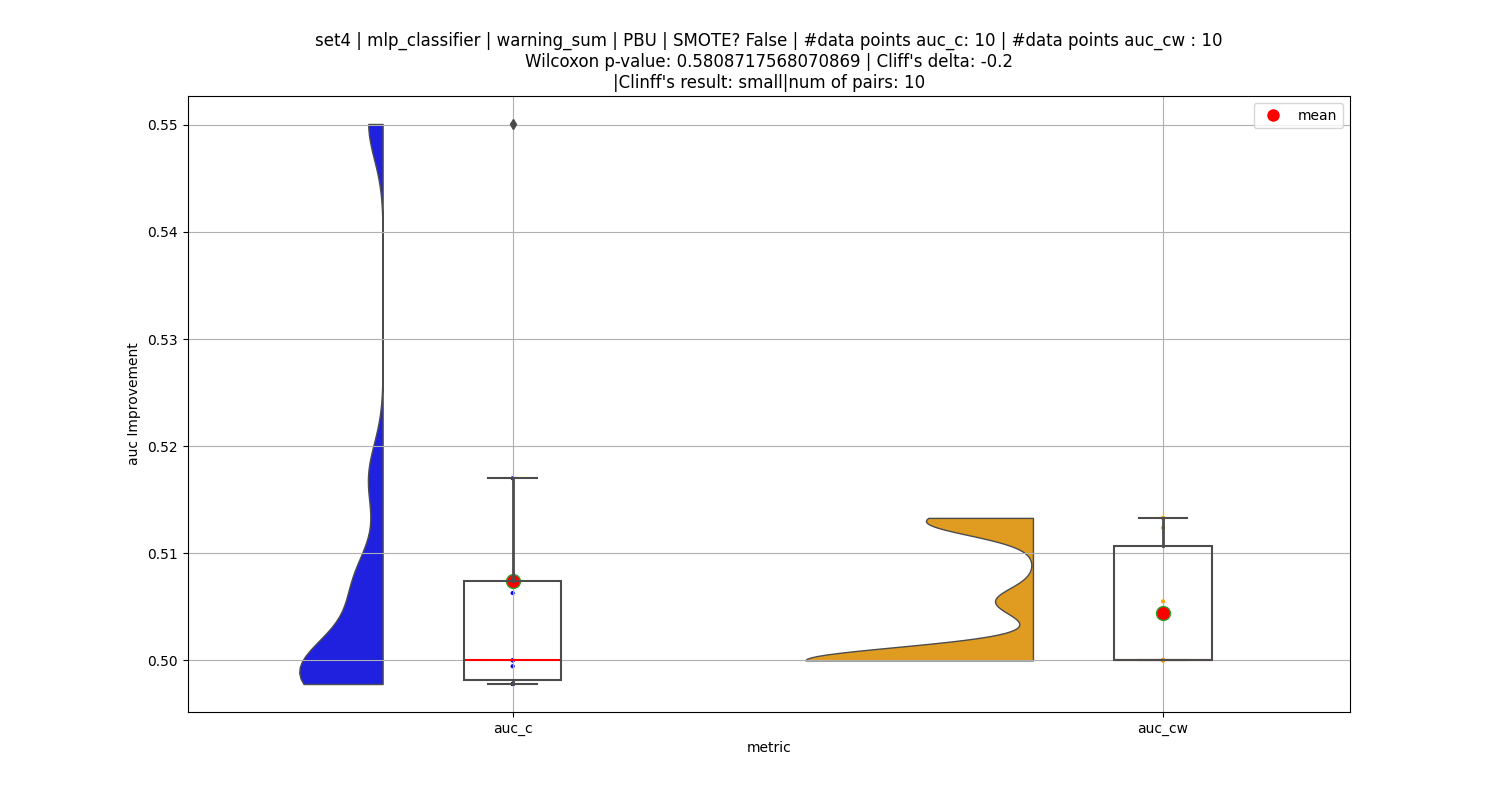 set4 | mlp_classifier | warning_sum | PBU | SMOTE? False | #data points auc_c: 10 | #data points auc_cw : 10
Wilcoxon p-value: 0.5808717568070869 | Cliff's delta: -0.2
|Clinff's result: small|num of pairs: 10
mean
auc Improvement
0.55
0.54
0.53
0.52
0.51
0.50
auc_c
auc_cw
metric